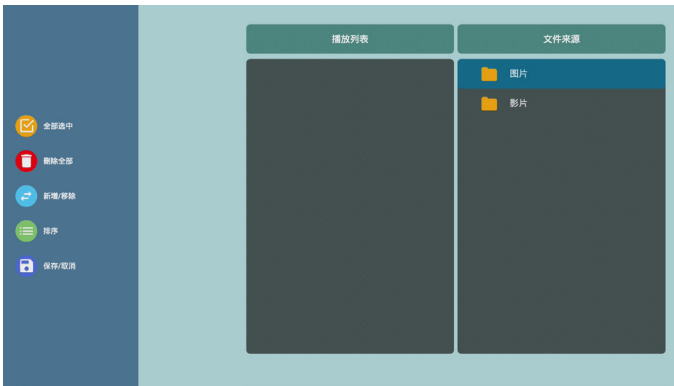 播放列表
文件来源
图片
影片
全部选中
删除全部
新增/移除
排序
保存/取消